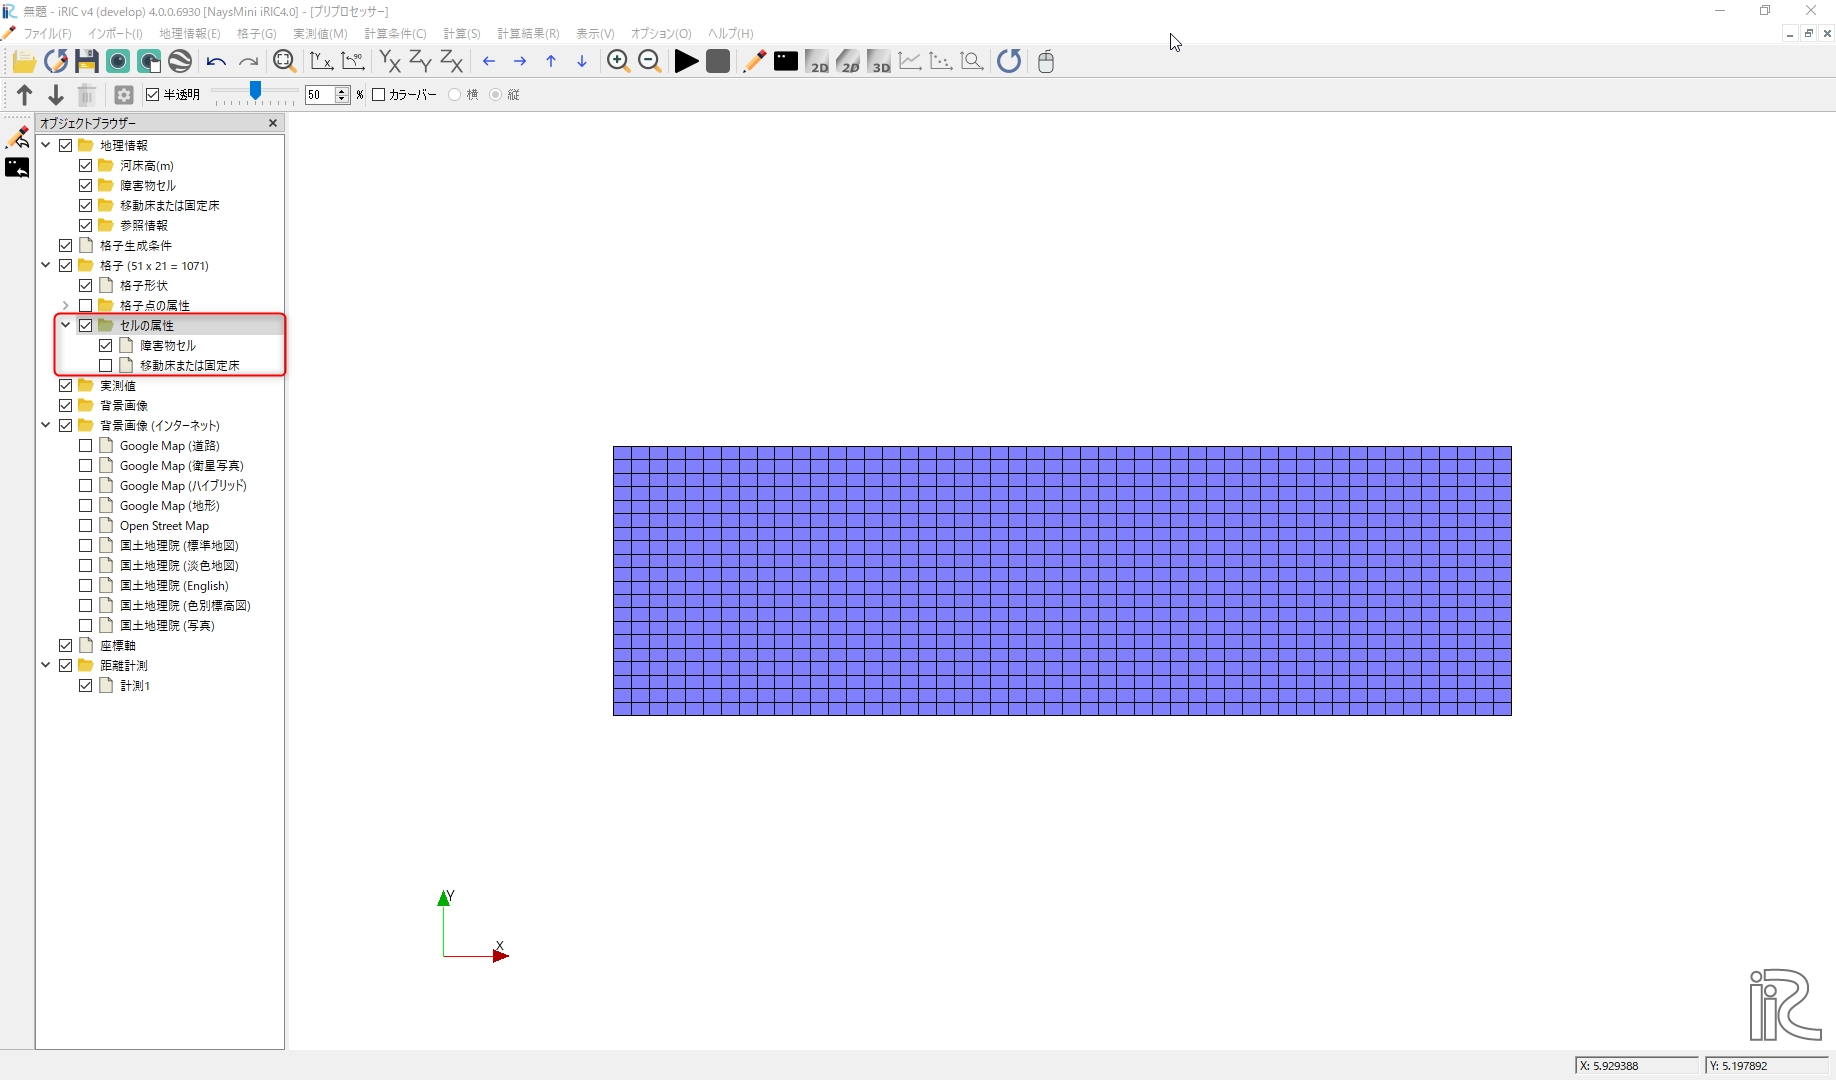 無題 - iRIC v4 (develop) 4.0.0.6930 [NaysMini iRIC4.0] - [プリプロセッサー]
ファイル(F) インポート(I) 地理情報(E) 格子(G) 実測値(M) 計算条件(C) 計算(S) 計算結果(R) 表示(V) オプション(O) ヘルプ(H)
Y X -90 YX ZY ZX 2D 2D 3D
半透明 50 % カラーバー 横 縦
オブジェクトブラウザー
地理情報
河床高(m)
障害物セル
移動床または固定床
参照情報
格子生成条件
格子 (51 x 21 = 1071)
格子形状
格子点の属性
セルの属性
障害物セル
移動床または固定床
実測値
背景画像
背景画像 (インターネット)
Google Map (道路)
Google Map (衛星写真)
Google Map (ハイブリッド)
Google Map (地形)
Open Street Map
国土地理院 (標準地図)
国土地理院 (淡色地図)
国土地理院 (English)
国土地理院 (色別標高図)
国土地理院 (写真)
座標軸
距離計測
計測1
Y
X
iRIC
X: 5.929388 Y: 5.197892